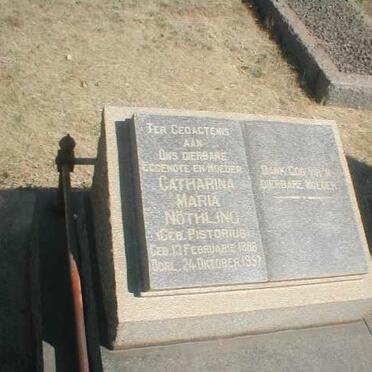 TER GEDAGTENIS
AAN
ONS DIERBARE
EGGENOTE EN MOEDER
CATHARINA
MARIA
NÖTHLING
(GEB. PISTORIUS)
GEB. 13 FEBRUARIE 1888
OORL. 24 OKTOBER 1957
DANK GOD VIR 'N
DIERBARE MOEDER.